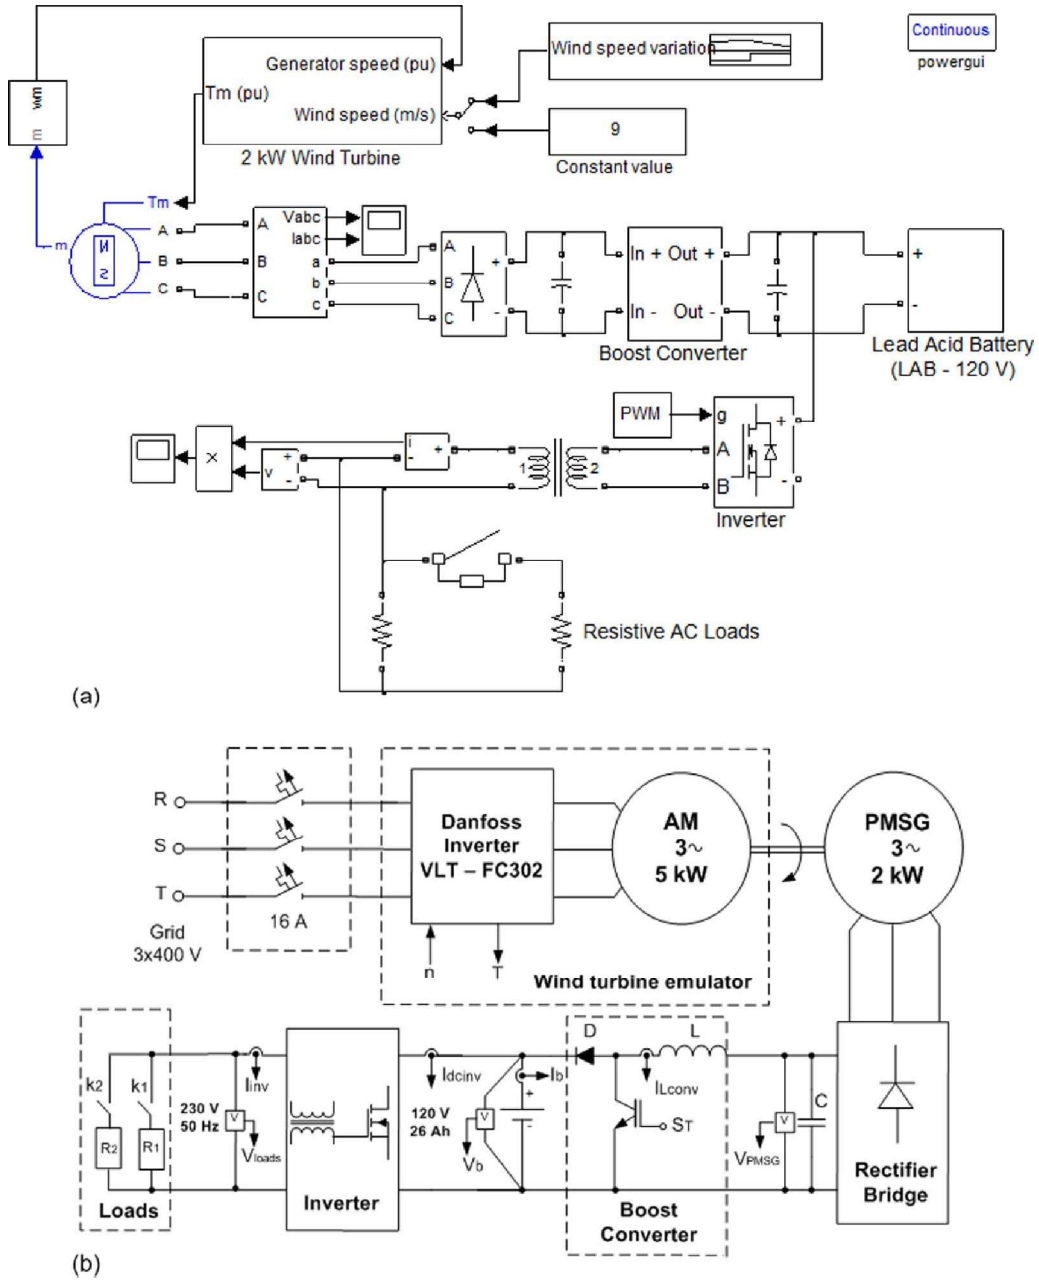 Continuous
powergui
Wind speed variation
Generator speed (pu)
Tm (pu)
Wind speed (m/s)
2 kW Wind Turbine
9
Constant value
wm
m
Tm
m
N
S
A
B
C
A
B
C
Vabc
Iabc
a
b
c
A
B
C
+
-
In +
Out +
In -
Out -
Boost Converter
+
-
Lead Acid Battery
(LAB - 120 V)
PWM
g
A
B
+
-
Inverter
×
v
+
-
i
-
+
1
2
Resistive AC Loads
(a)
R
S
T
Grid
3x400 V
16 A
Danfoss
Inverter
VLT – FC302
n
T
AM
3~
5 kW
Wind turbine emulator
PMSG
3~
2 kW
k2
k1
R2
R1
Loads
230 V
50 Hz
V
Vloads
Iinv
Inverter
Idcinv
120 V
26 Ah
V
Vb
Ib
+
-
D
L
ILconv
ST
Boost
Converter
VPMSG
V
C
Rectifier
Bridge
(b)